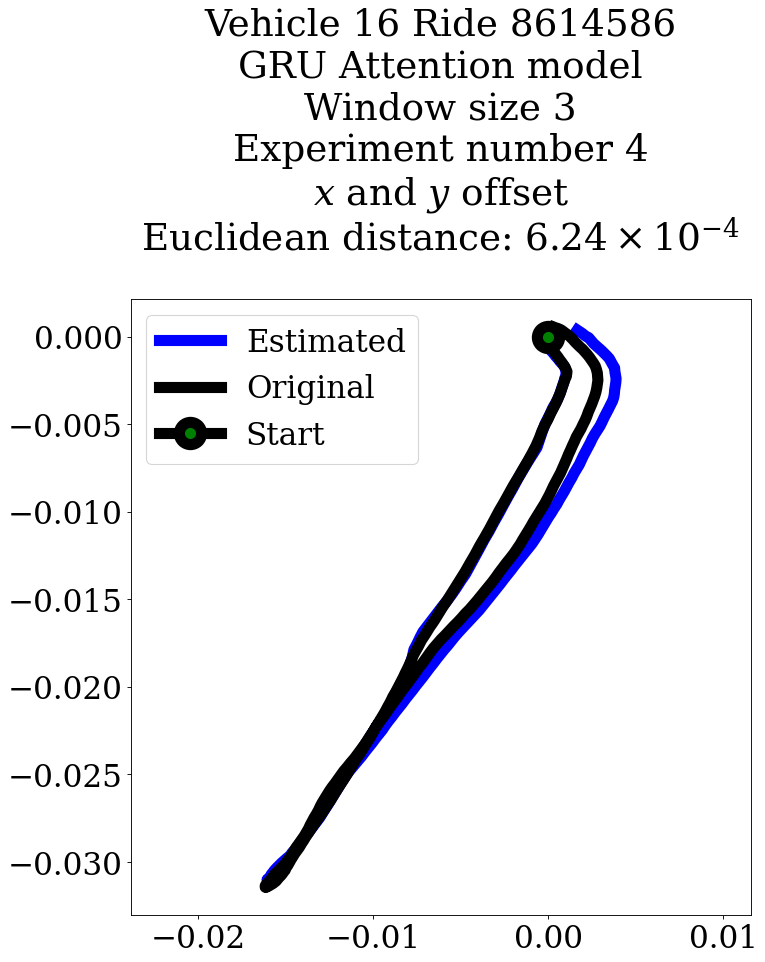 Vehicle 16 Ride 8614586
GRU Attention model
Window size 3
Experiment number 4
x and y offset
Euclidean distance: 6.24 × 10⁻⁴
Estimated
Original
Start
0.000
−0.005
−0.010
−0.015
−0.020
−0.025
−0.030
−0.02 −0.01 0.00 0.01